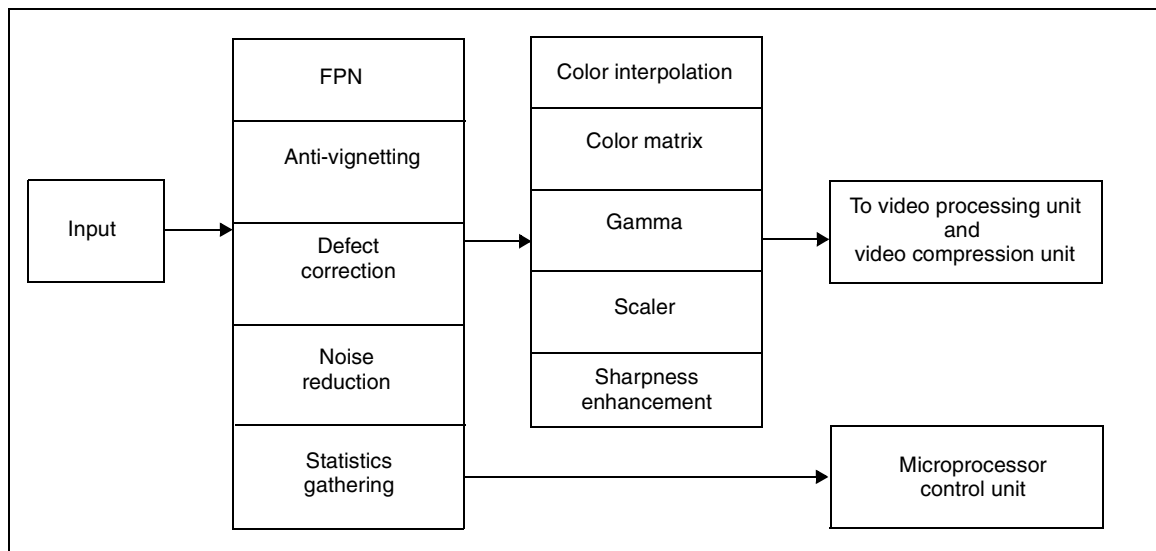 Input
FPN
Anti-vignetting
Defect
correction
Noise
reduction
Statistics
gathering
Color interpolation
Color matrix
Gamma
Scaler
Sharpness
enhancement
To video processing unit
and
video compression unit
Microprocessor
control unit